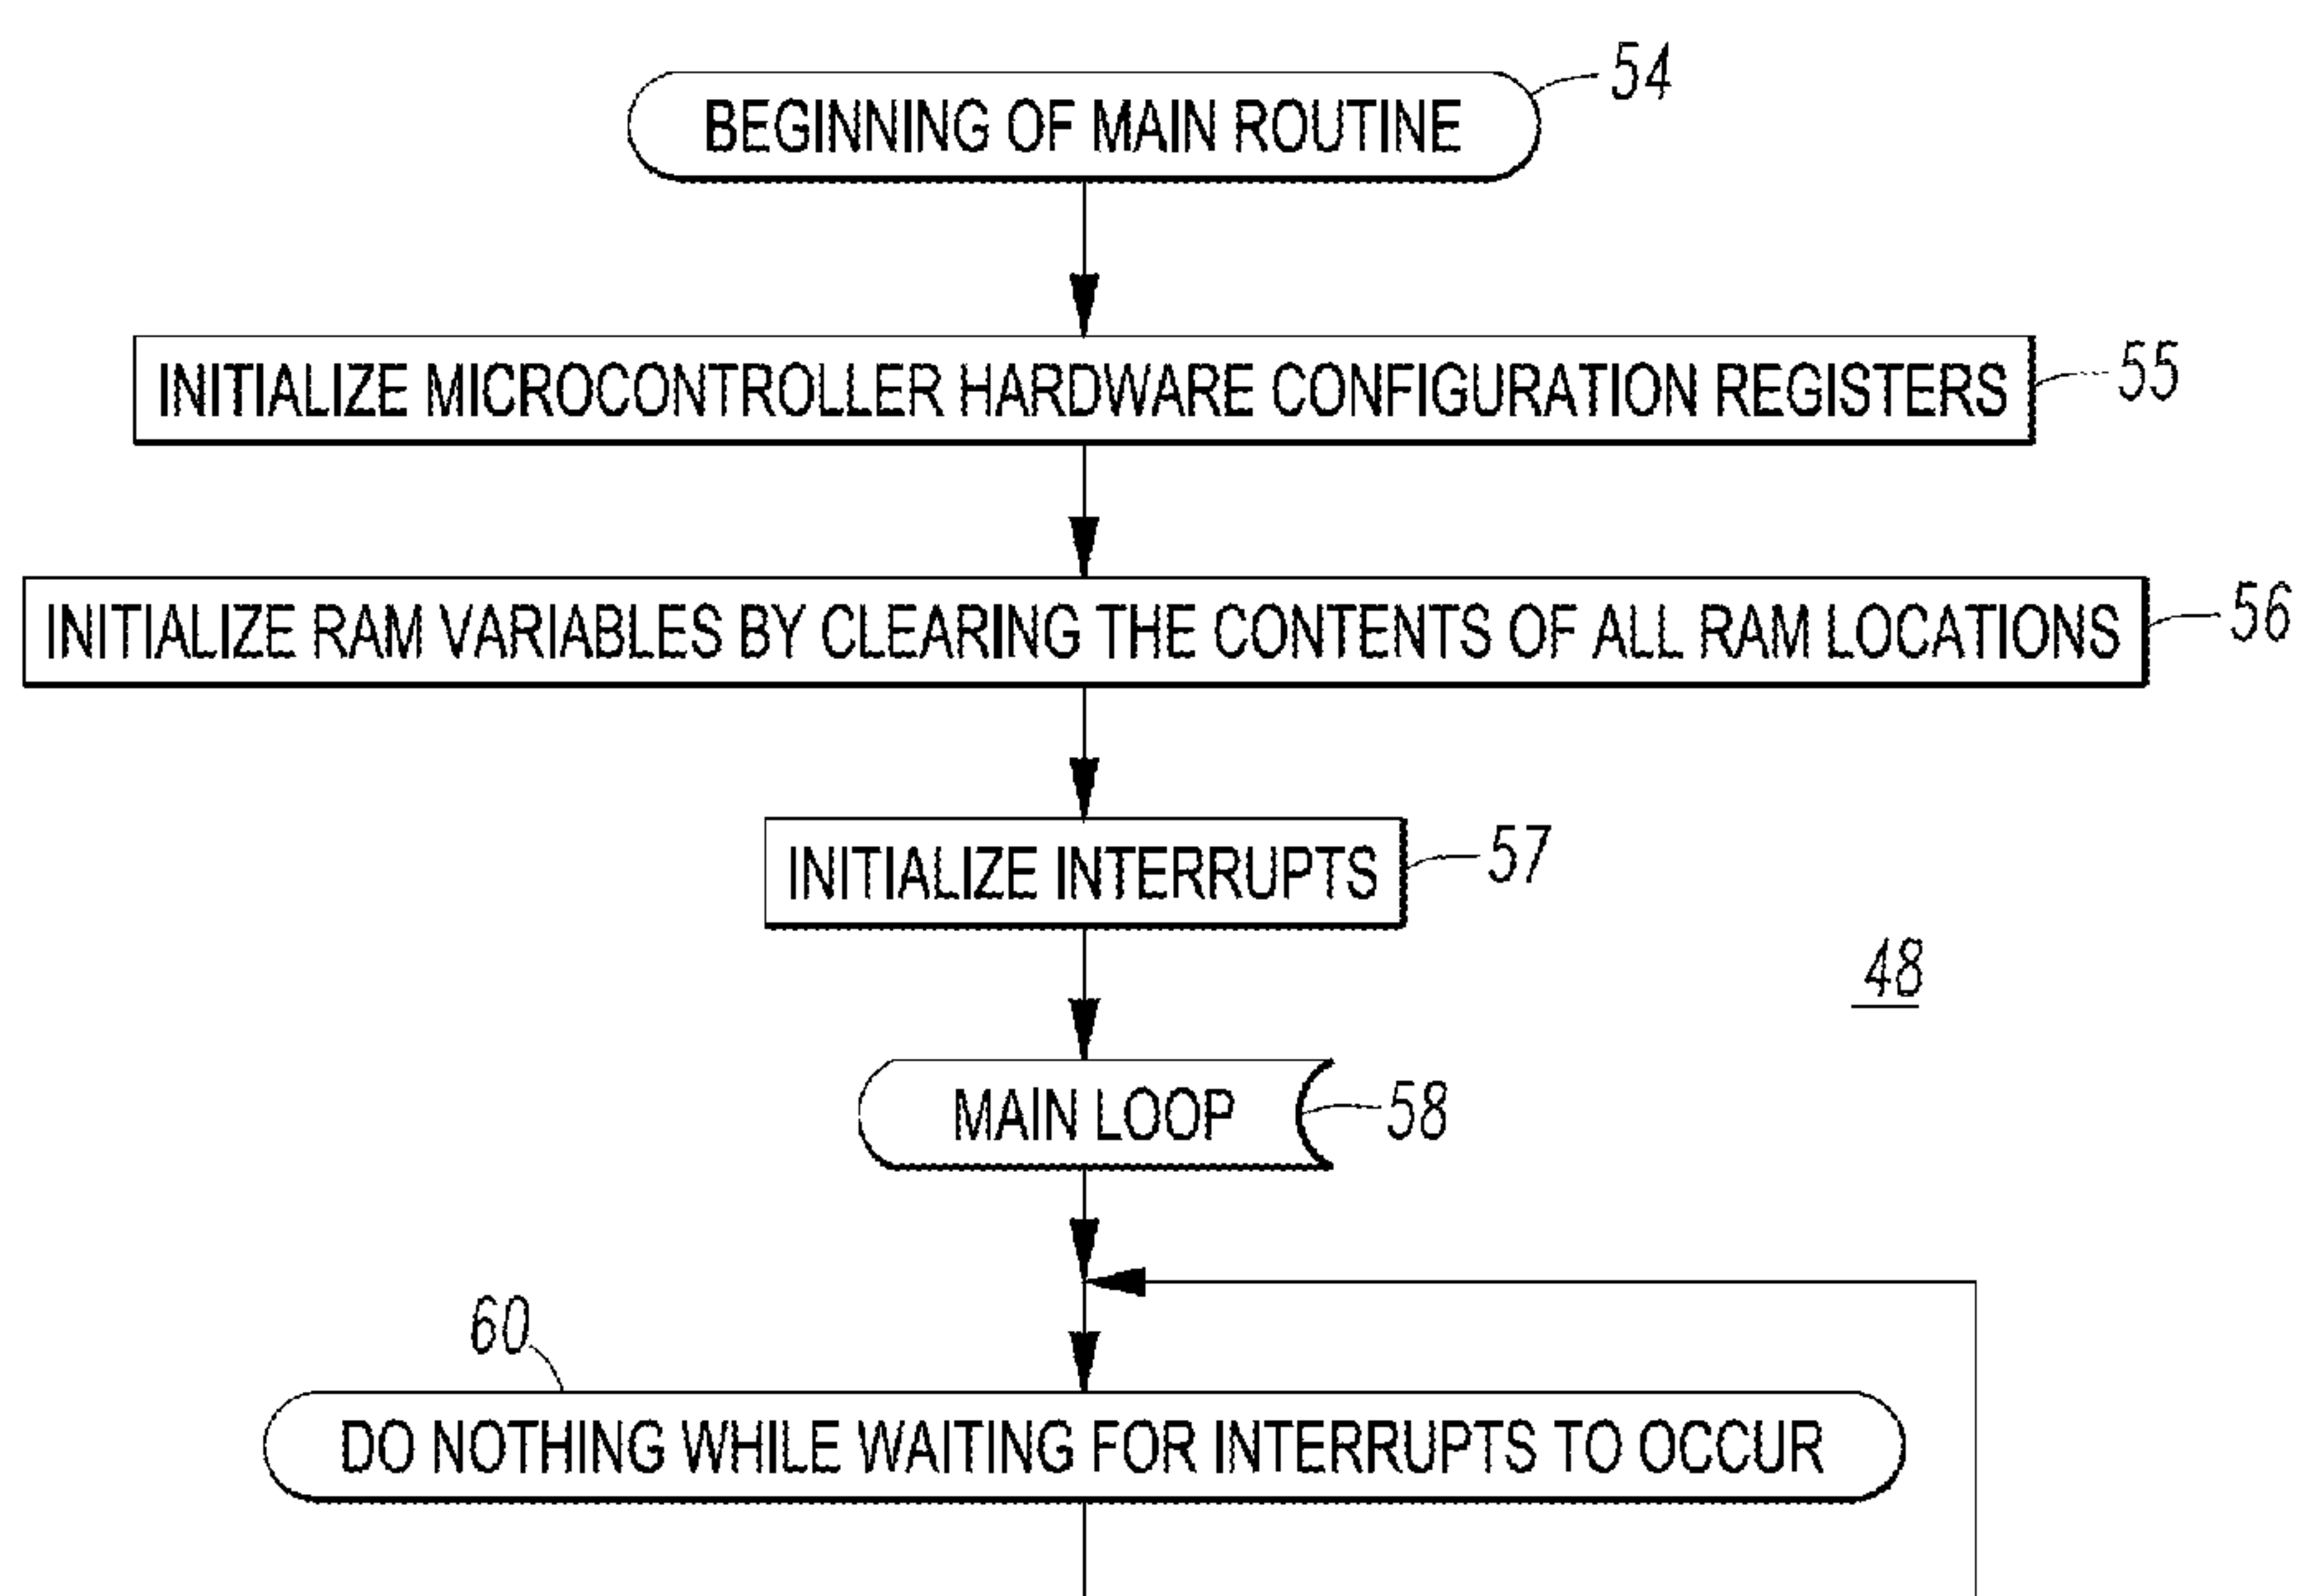 54
BEGINNING OF MAIN ROUTINE
INITIALIZE MICROCONTROLLER HARDWARE CONFIGURATION REGISTERS
55
INITIALIZE RAM VARIABLES BY CLEARING THE CONTENTS OF ALL RAM LOCATIONS
56
INITIALIZE INTERRUPTS
57
48
MAIN LOOP
58
60
DO NOTHING WHILE WAITING FOR INTERRUPTS TO OCCUR